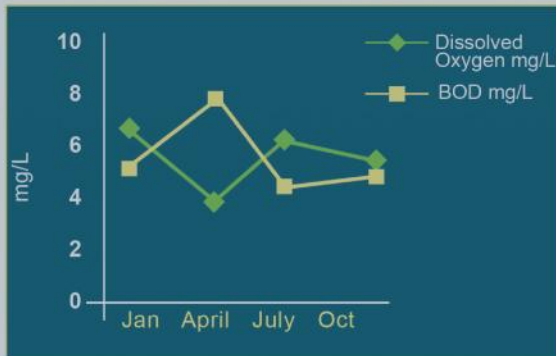 10
8
6
4
2
0
mg/L
Jan April July Oct
Dissolved
Oxygen mg/L
BOD mg/L